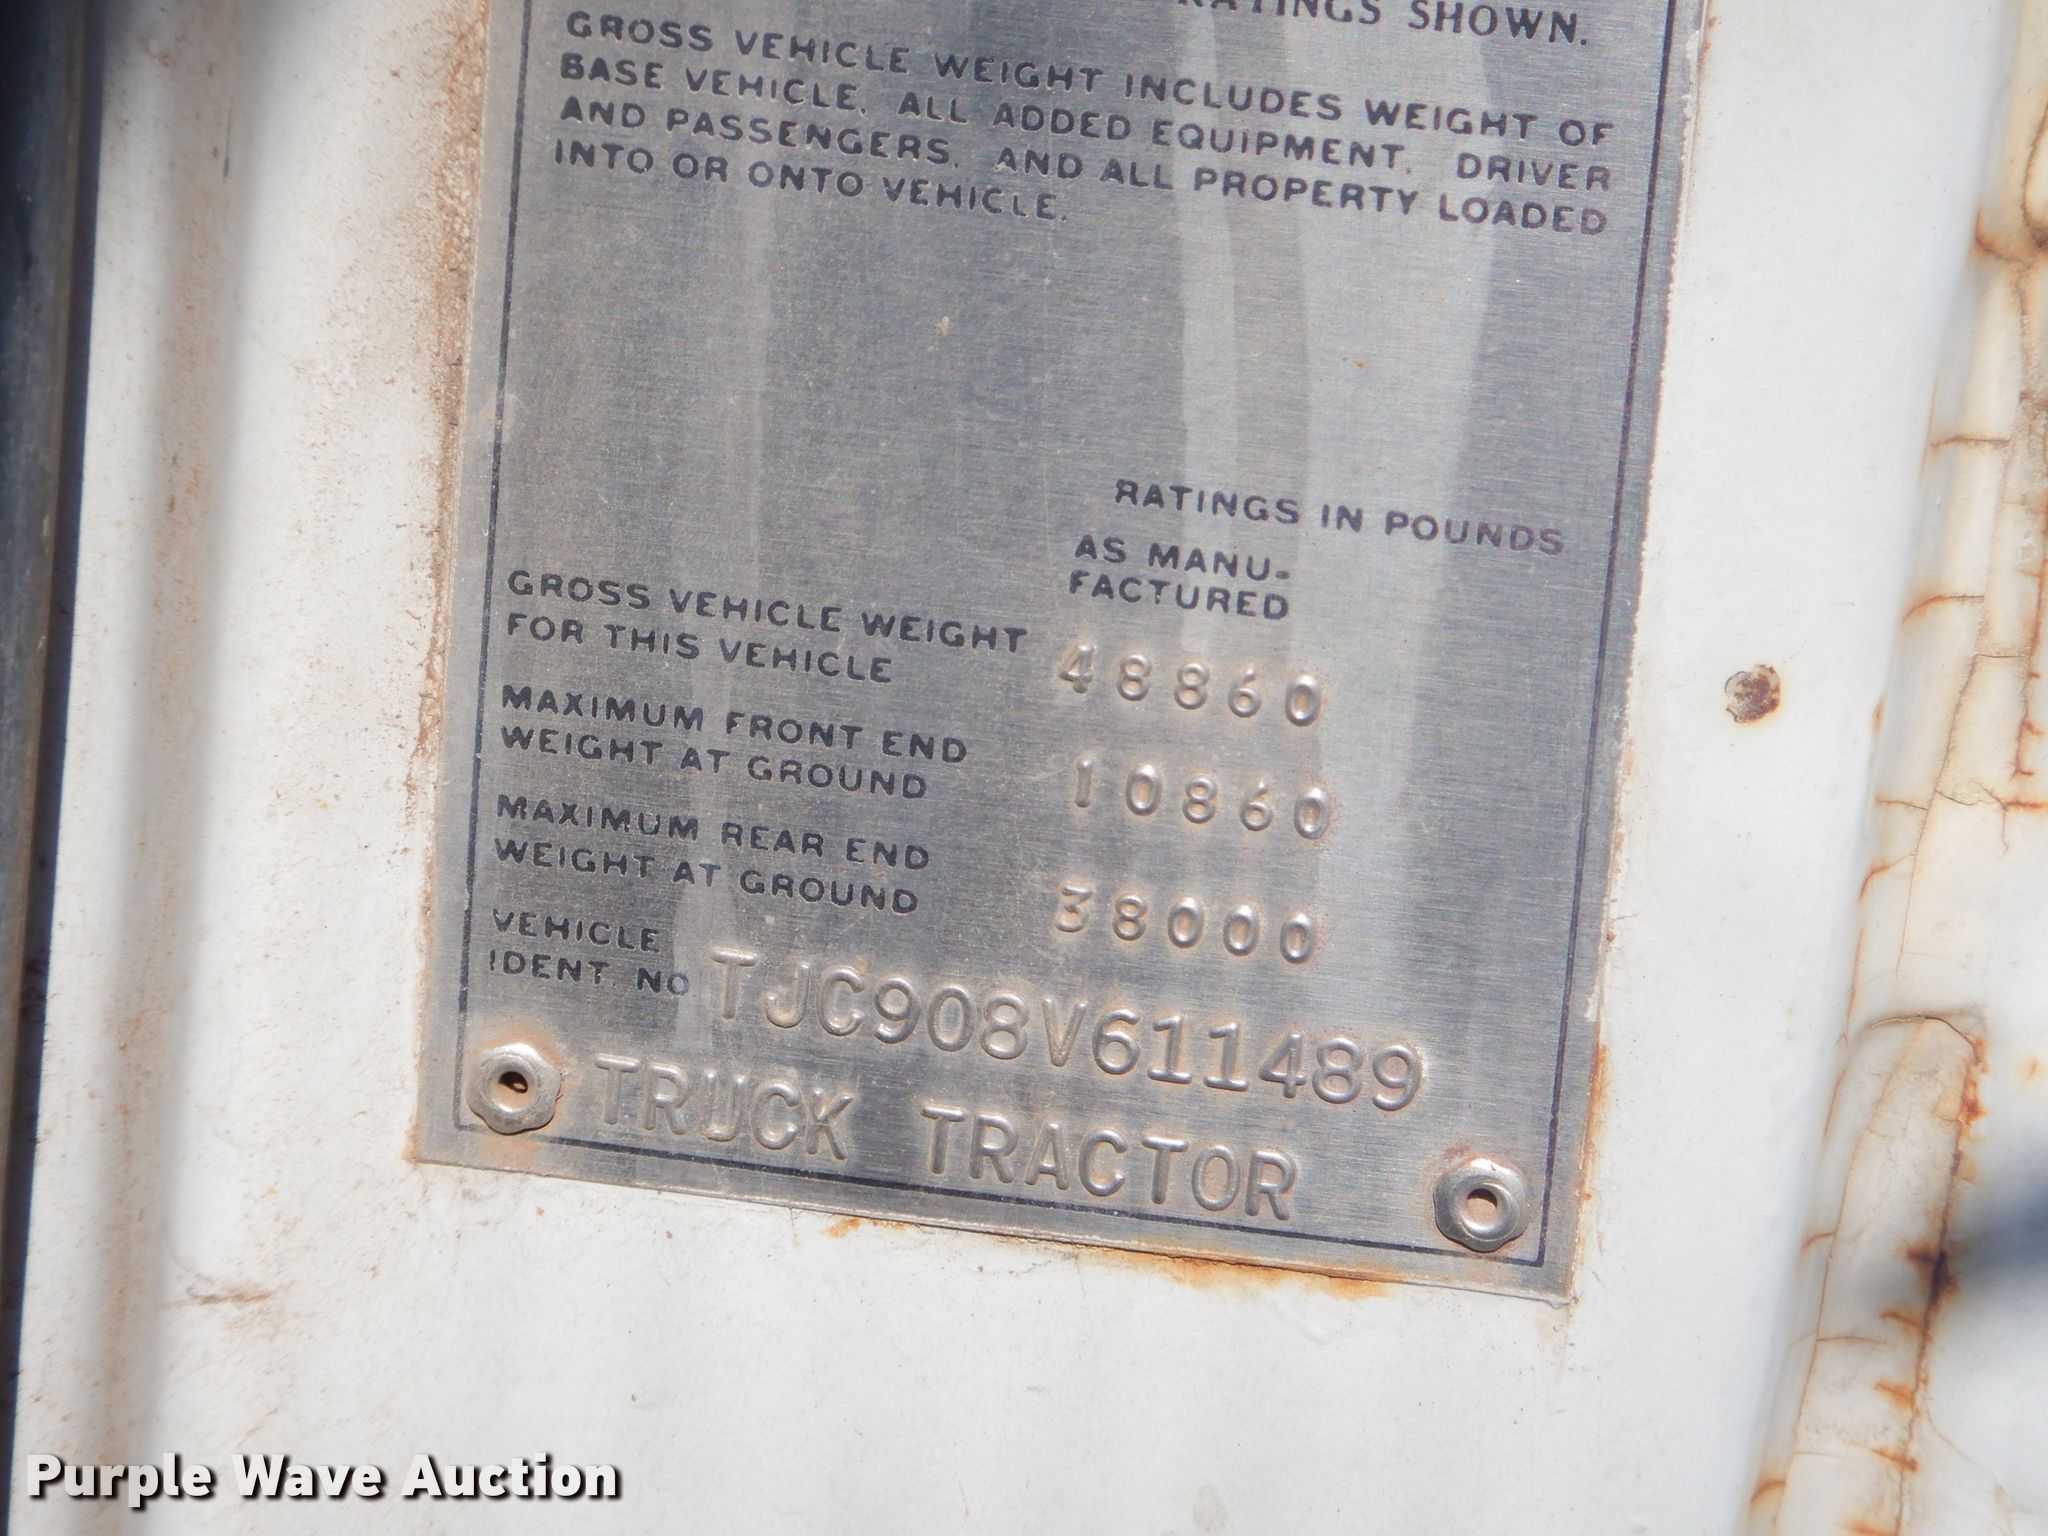 RATINGS SHOWN.
GROSS VEHICLE WEIGHT INCLUDES WEIGHT OF
BASE VEHICLE, ALL ADDED EQUIPMENT, DRIVER
AND PASSENGERS, AND ALL PROPERTY LOADED
INTO OR ONTO VEHICLE.
RATINGS IN POUNDS
AS MANU-
FACTURED
GROSS VEHICLE WEIGHT
FOR THIS VEHICLE 48860
MAXIMUM FRONT END
WEIGHT AT GROUND 10860
MAXIMUM REAR END
WEIGHT AT GROUND 38000
VEHICLE
IDENT. NO TJC908V611489
TRUCK TRACTOR
Purple Wave Auction